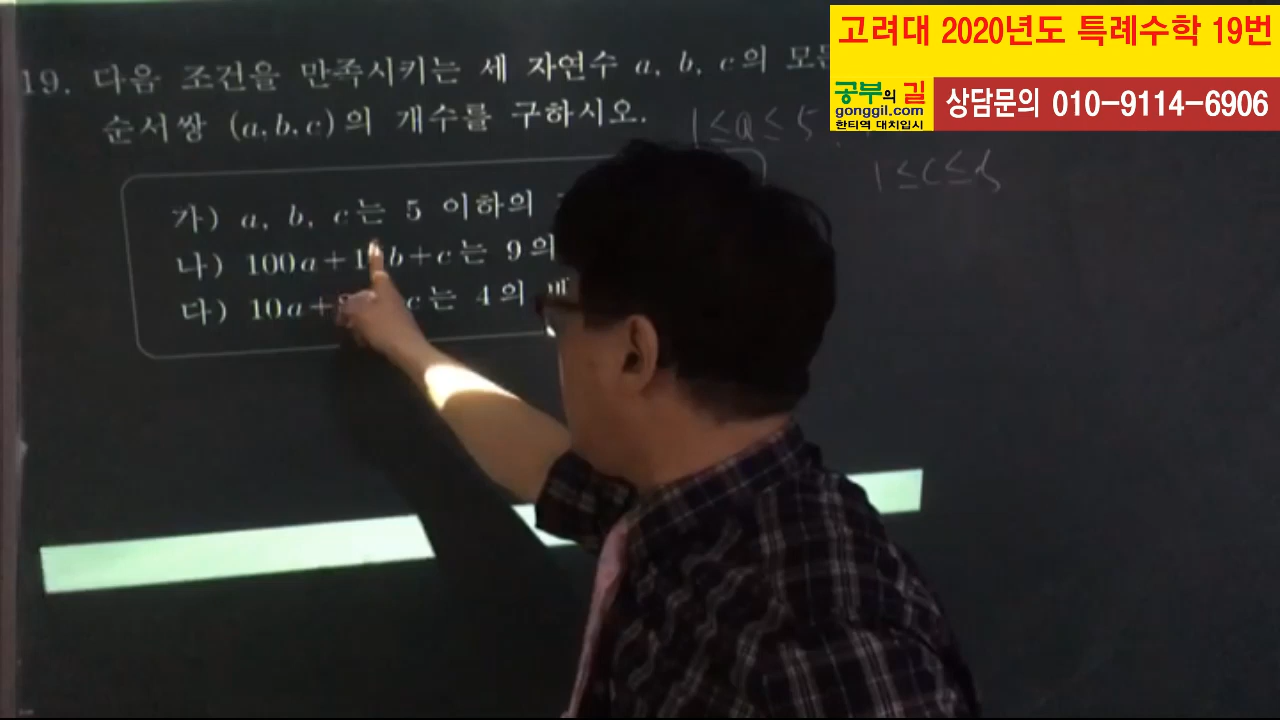 고려대 2020년도 특례수학 19번
공부의 길
gonggil.com
한티역 대치입시
상담문의 010-9114-6906
19. 다음 조건을 만족시키는 세 자연수 a, b, c의
순서쌍 (a, b, c)의 개수를 구하시오.
1≤a≤5
1≤c≤5
가) a, b, c는 5 이하의
나) 100a+1 b+c는 9의
다) 10a+ c는 4의